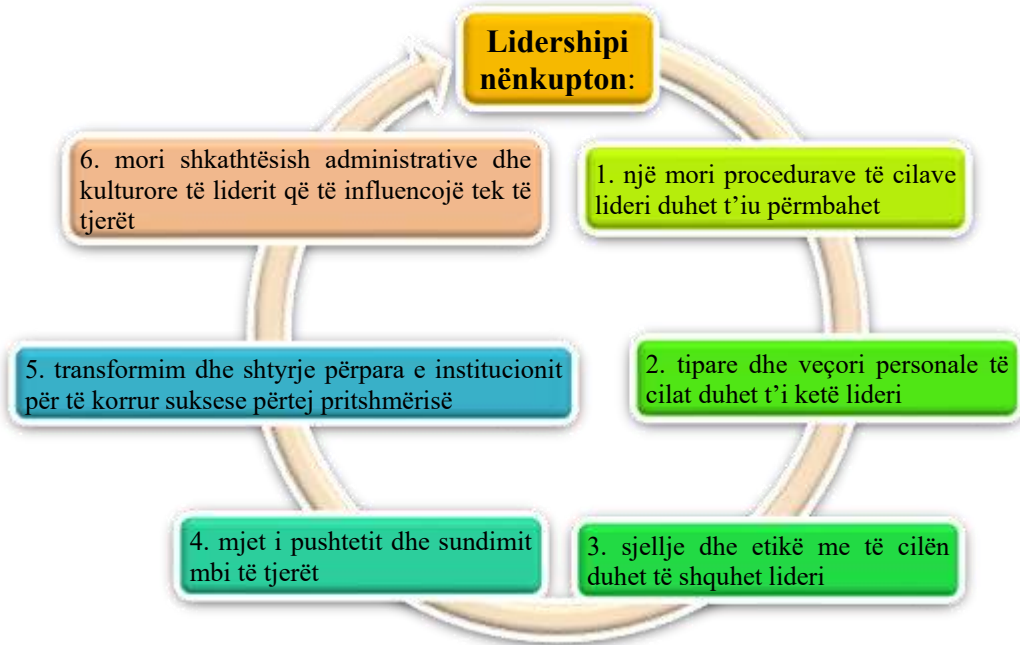 Lidershipi
nënkupton:
1. një mori procedurave të cilave
lideri duhet t’iu përmbahet
2. tipare dhe veçori personale të
cilat duhet t’i ketë lideri
3. sjellje dhe etikë me të cilën
duhet të shquhet lideri
4. mjet i pushtetit dhe sundimit
mbi të tjerët
5. transformim dhe shtyrje përpara e institucionit
për të korrur suksese përtej pritshmërisë
6. mori shkathtësish administrative dhe
kulturore të liderit që të influencojë tek të
tjerët